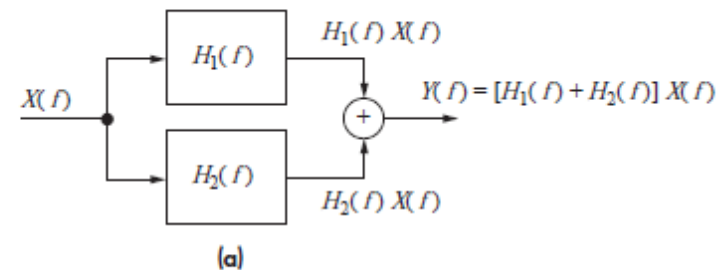 H₁(f) X(f)
H₁(f)
X(f)
+
Y(f) = [H₁(f) + H₂(f)] X(f)
H₂(f)
H₂(f) X(f)
(a)